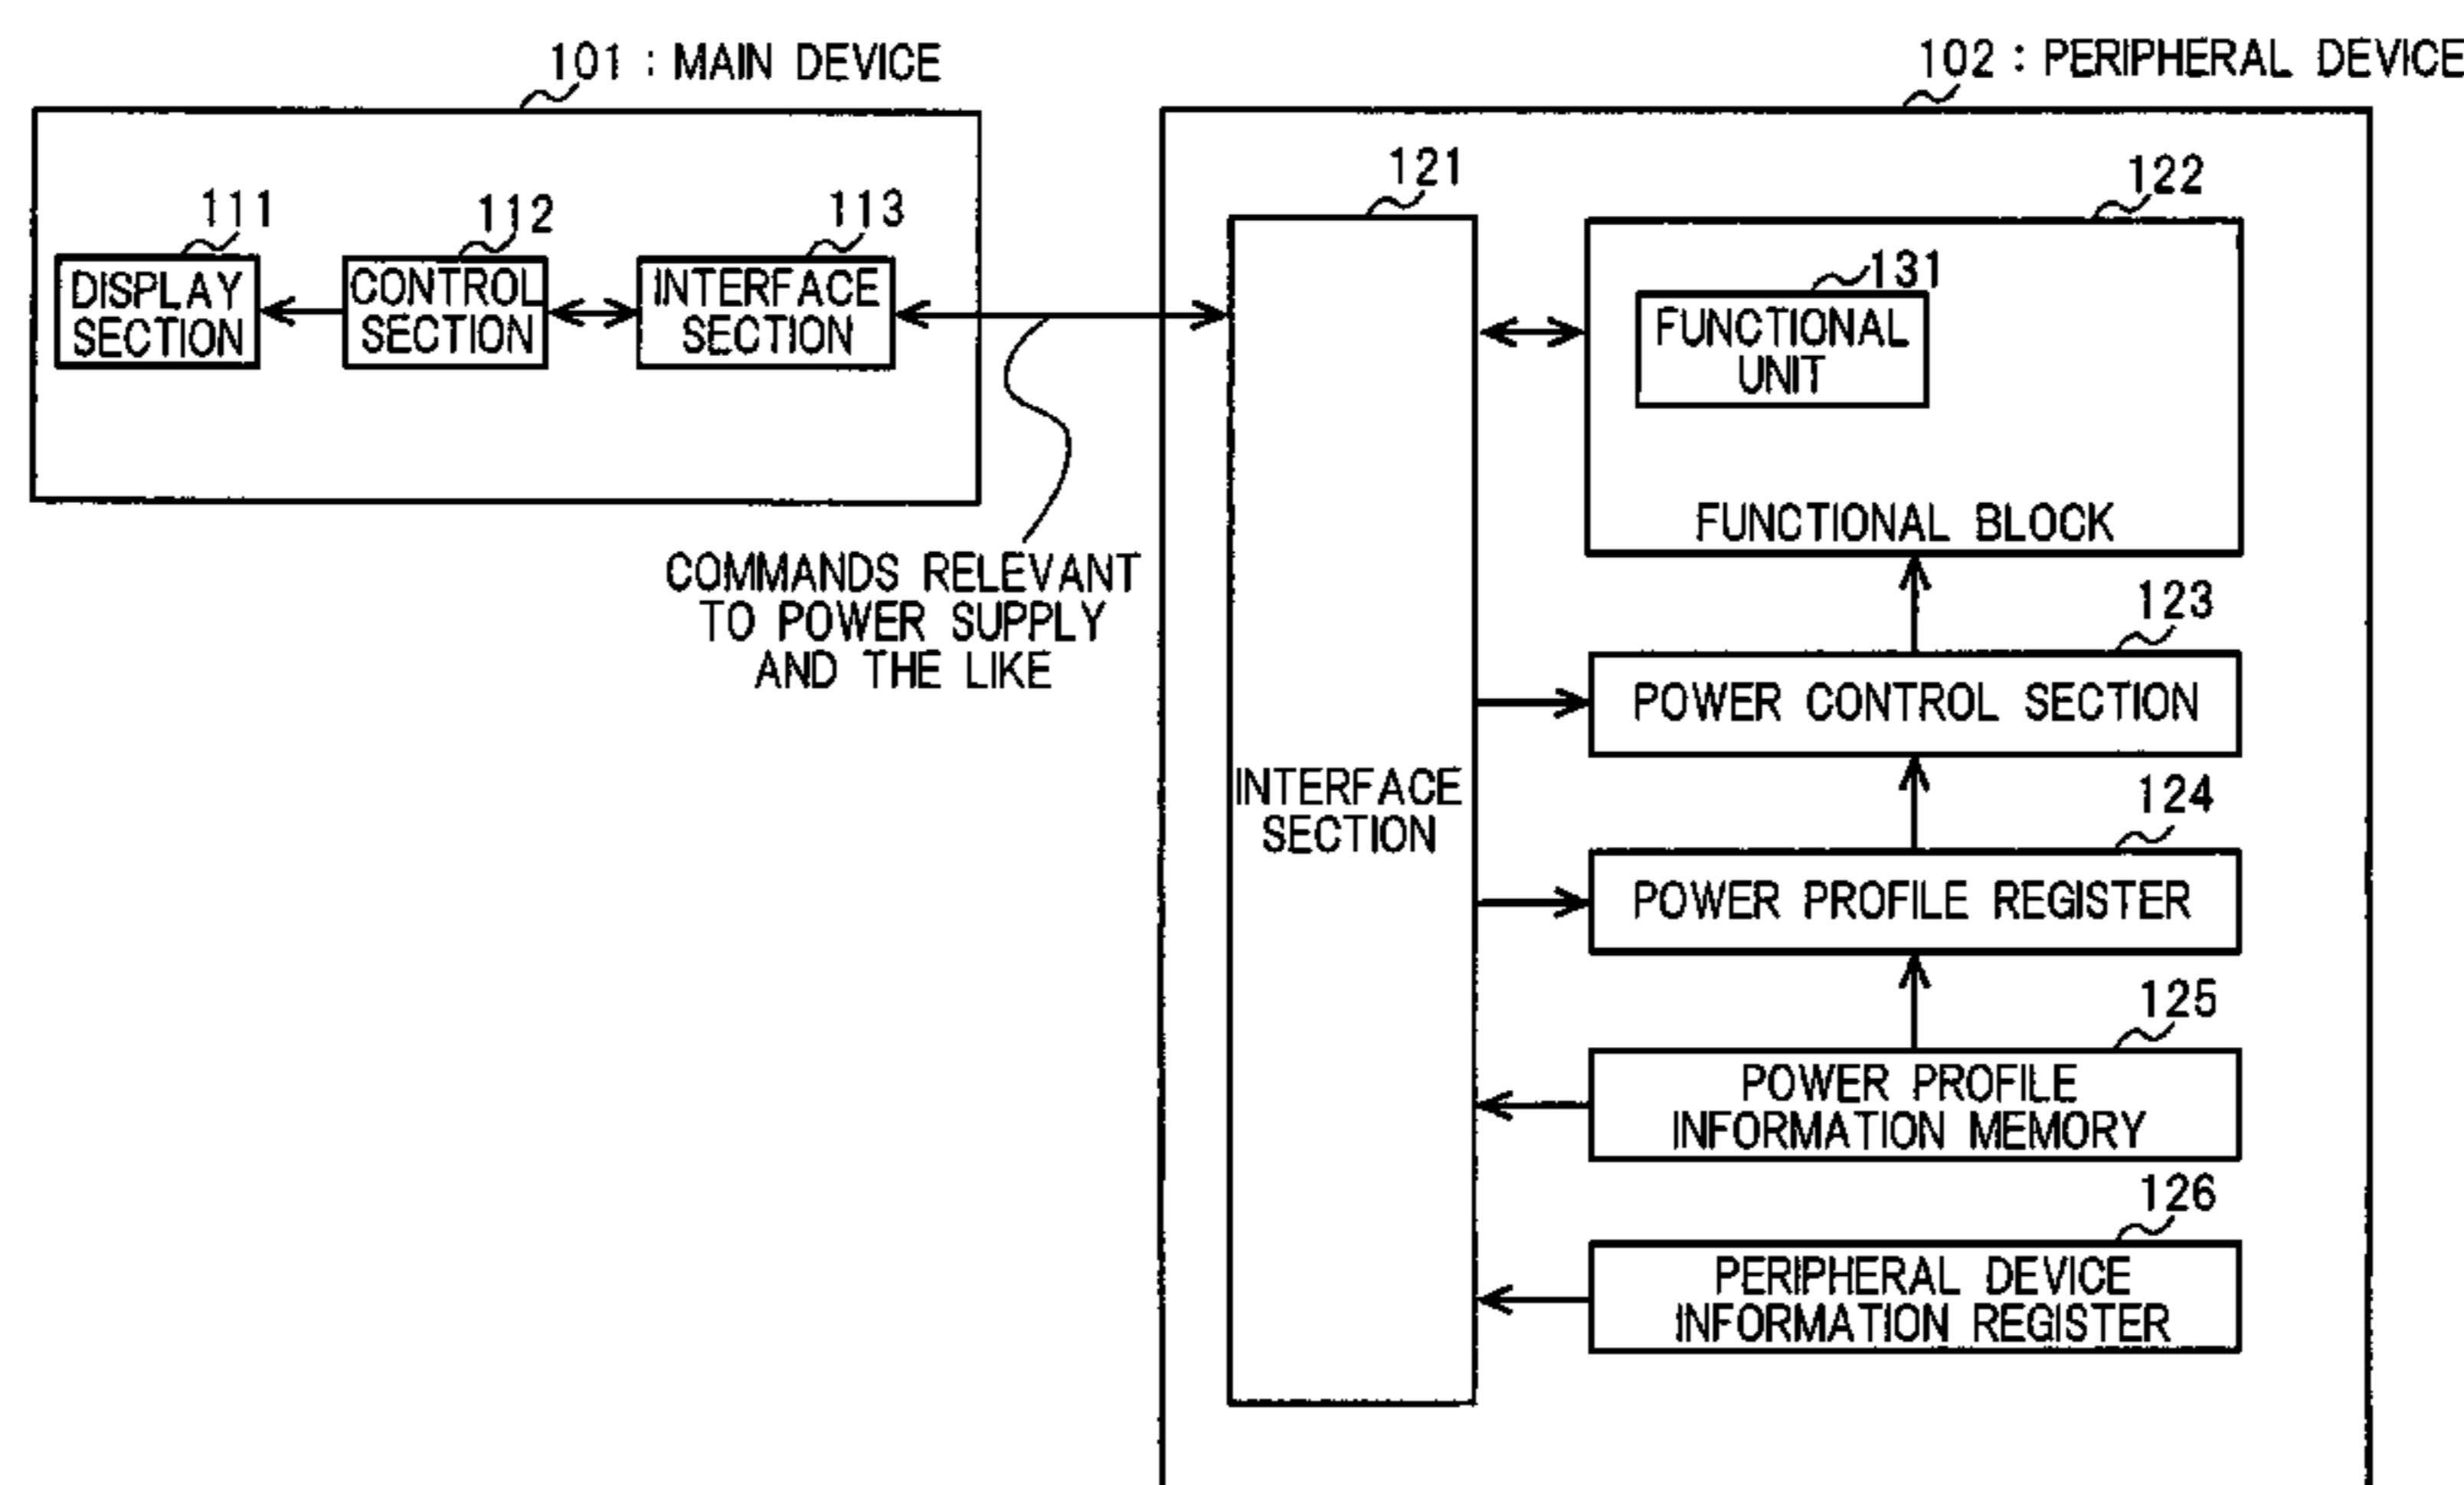 101 : MAIN DEVICE
102 : PERIPHERAL DEVICE
111
DISPLAY
SECTION
112
CONTROL
SECTION
113
INTERFACE
SECTION
COMMANDS RELEVANT
TO POWER SUPPLY
AND THE LIKE
121
INTERFACE
SECTION
122
131
FUNCTIONAL
UNIT
FUNCTIONAL BLOCK
123
POWER CONTROL SECTION
124
POWER PROFILE REGISTER
125
POWER PROFILE
INFORMATION MEMORY
126
PERIPHERAL DEVICE
INFORMATION REGISTER